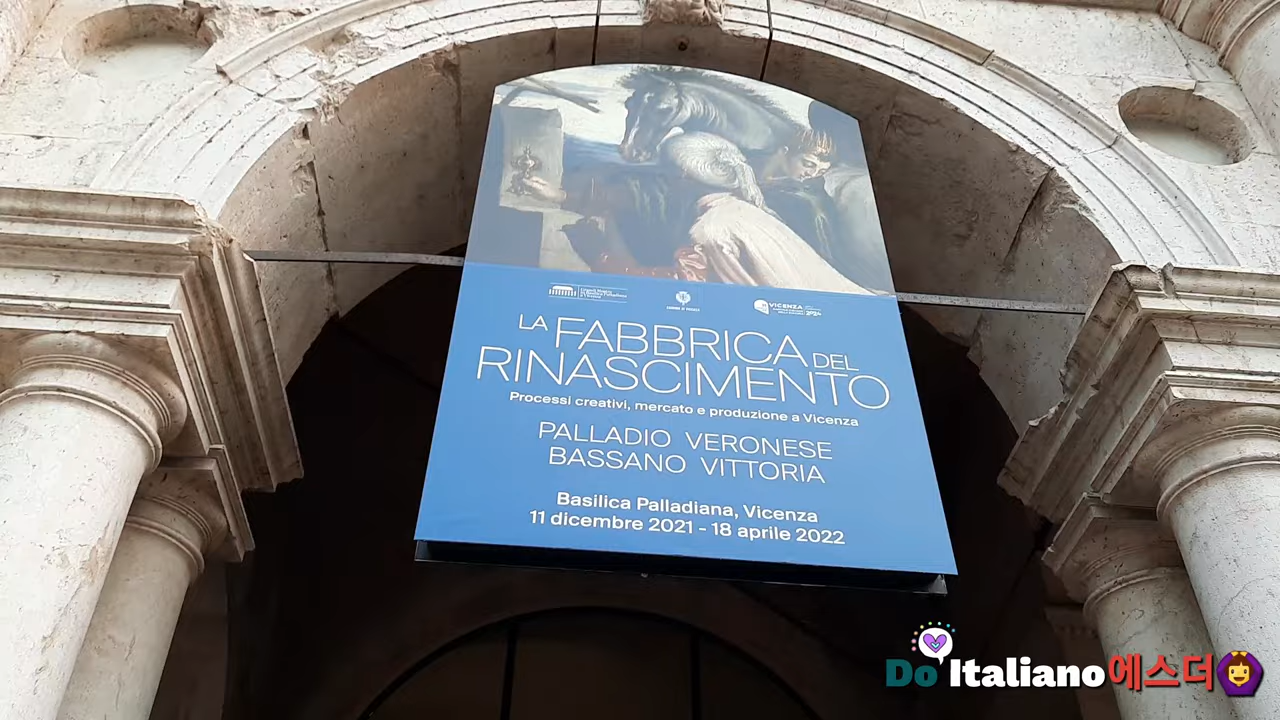 VICENZA
LA FABBRICA DEL
RINASCIMENTO
Processi creativi, mercato e produzione a Vicenza
PALLADIO VERONESE
BASSANO VITTORIA
Basilica Palladiana, Vicenza
11 dicembre 2021 - 18 aprile 2022
Do Italiano에스더